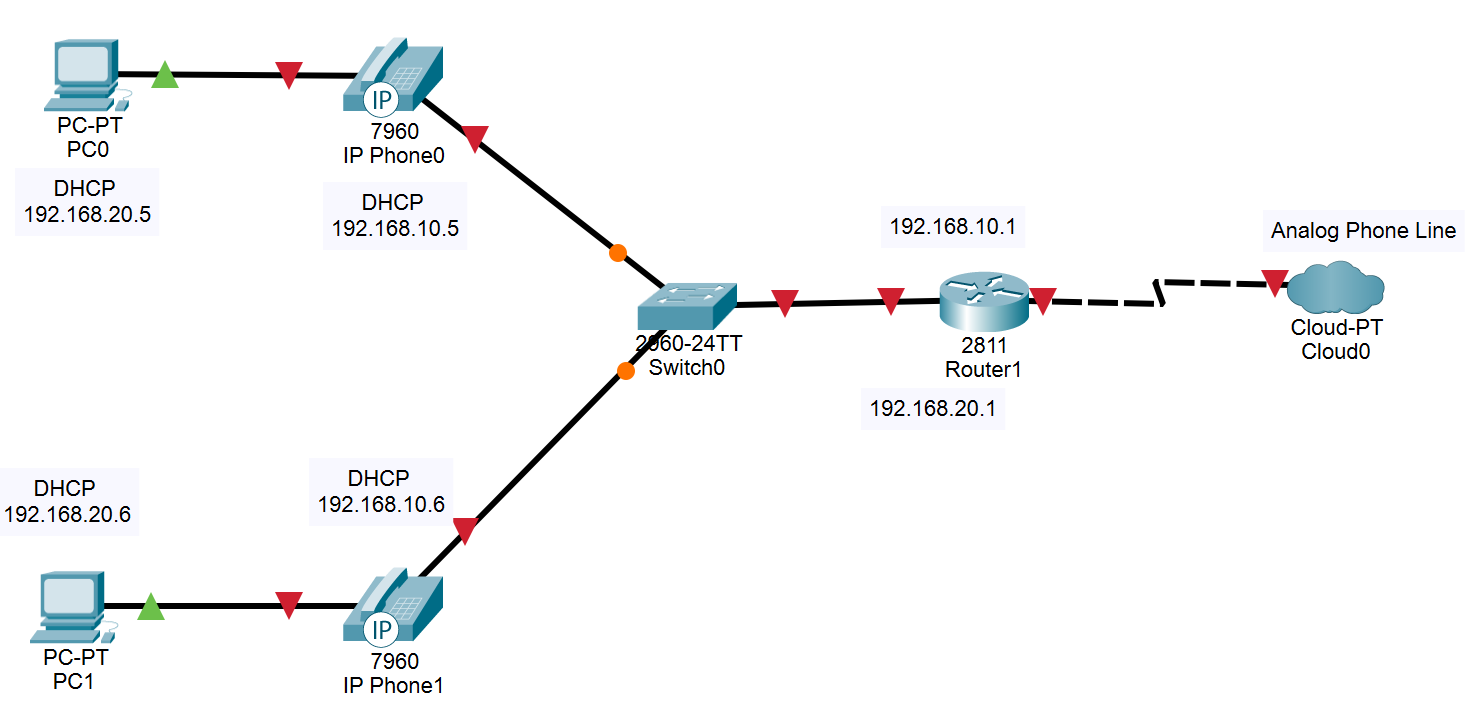 IP
PC-PT
PC0
7960
IP Phone0
DHCP
192.168.20.5
DHCP
192.168.10.5
192.168.10.1
Analog Phone Line
2960-24TT
Switch0
2811
Router1
Cloud-PT
Cloud0
192.168.20.1
DHCP
192.168.20.6
DHCP
192.168.10.6
IP
PC-PT
PC1
7960
IP Phone1